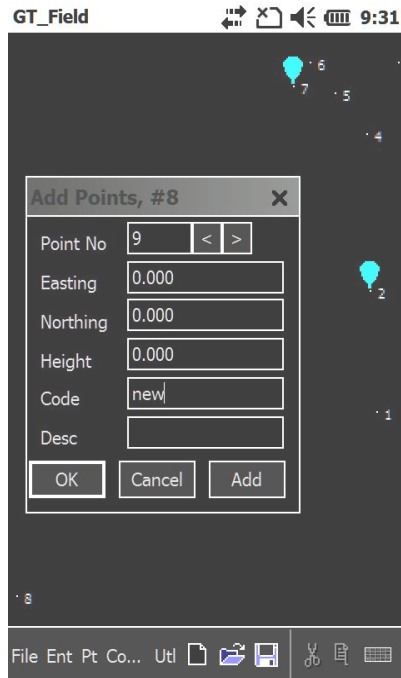 GT_Field 9:31
6
7
5
4
Add Points, #8
Point No 9 < >
Easting 0.000
2
Northing 0.000
Height 0.000
Code new
1
Desc
OK Cancel Add
8
File Ent Pt Co... Utl